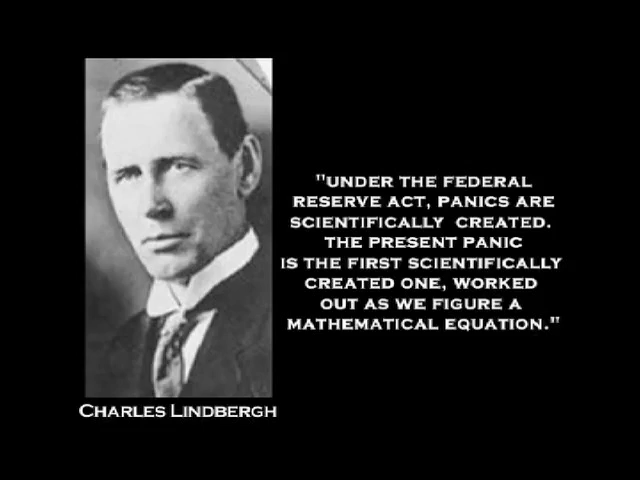 "UNDER THE FEDERAL
RESERVE ACT, PANICS ARE
SCIENTIFICALLY CREATED.
THE PRESENT PANIC
IS THE FIRST SCIENTIFICALLY
CREATED ONE, WORKED
OUT AS WE FIGURE A
MATHEMATICAL EQUATION."
CHARLES LINDBERGH